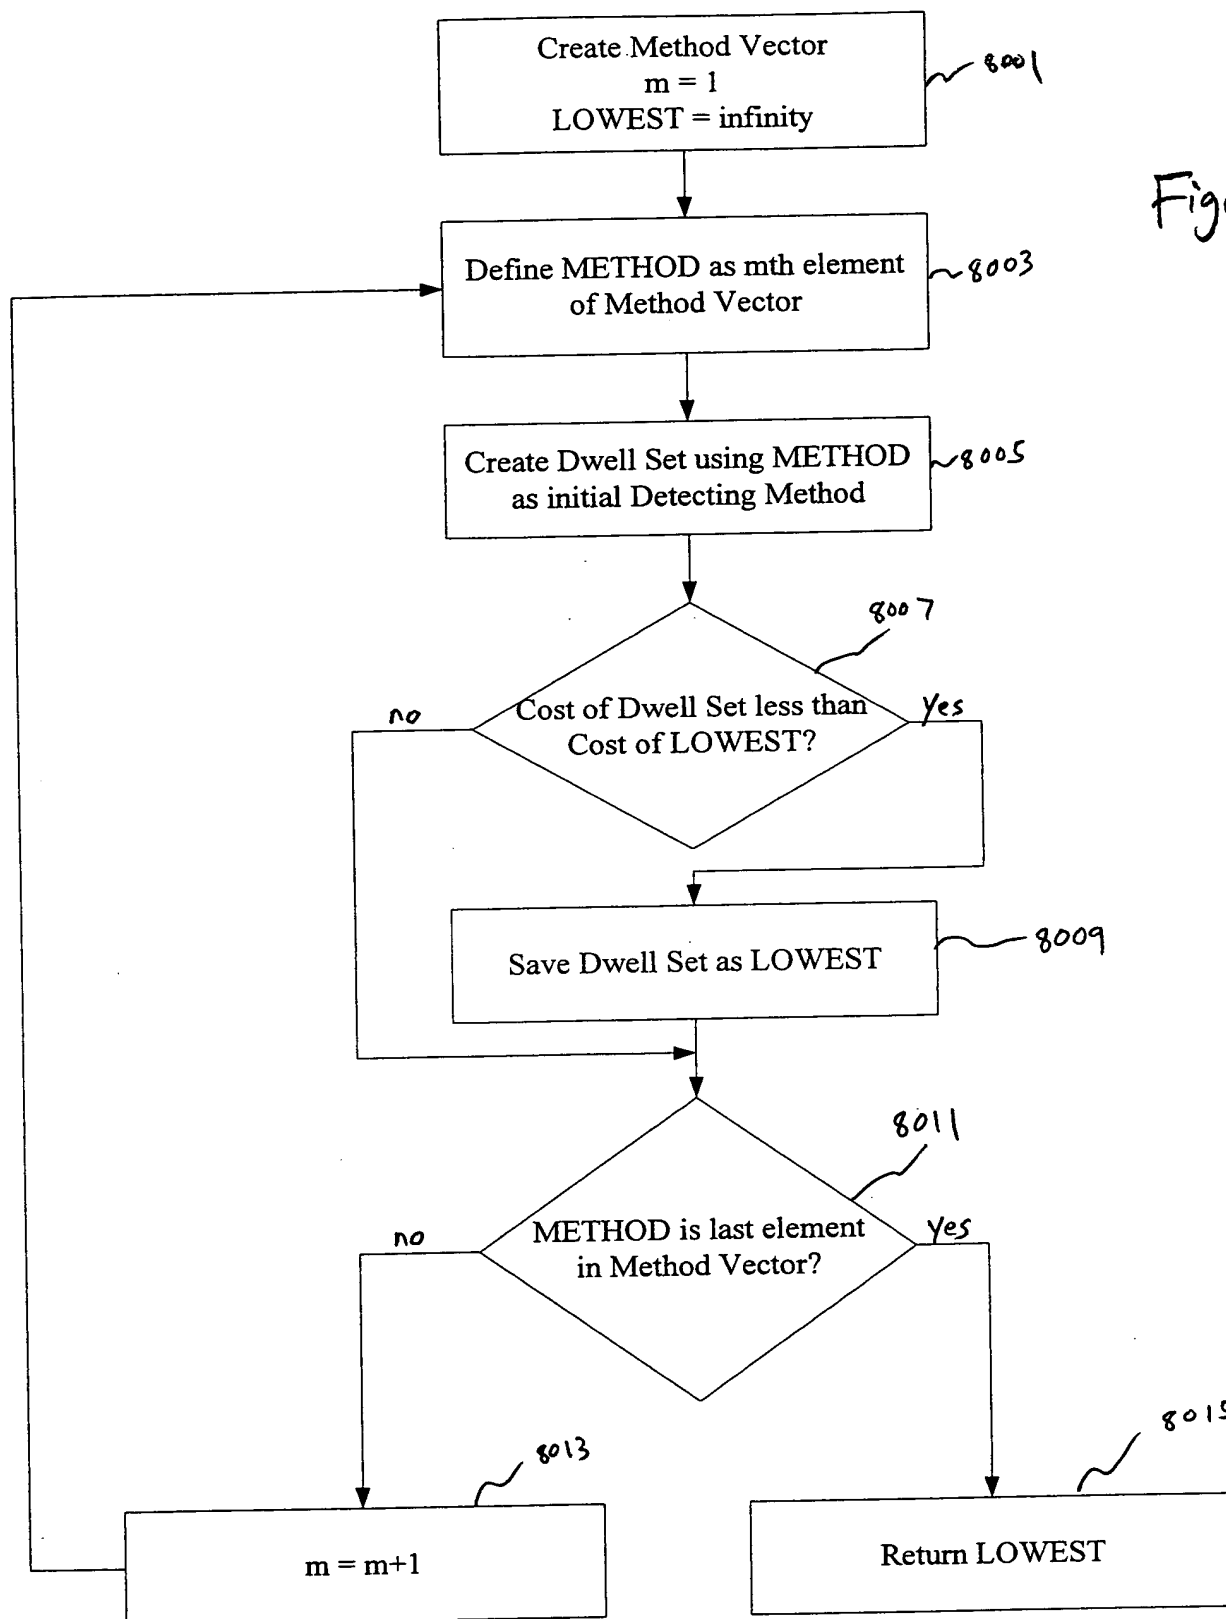 Create Method Vector
m = 1
LOWEST = infinity
8001
Define METHOD as mth element
of Method Vector
8003
Create Dwell Set using METHOD
as initial Detecting Method
8005
8007
no
Cost of Dwell Set less than
Cost of LOWEST?
Yes
Save Dwell Set as LOWEST
8009
8011
no
METHOD is last element
in Method Vector?
Yes
8013
m = m+1
8015
Return LOWEST